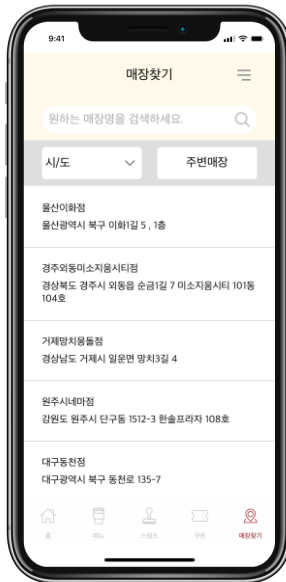 9:41
매장찾기
원하는 매장명을 검색하세요.
시/도
주변매장
울산이화점
울산광역시 북구 이화1길 5 , 1층
경주외동미소지움시티점
경상북도 경주시 외동읍 순금1길 7 미소지움시티 101동
104호
거제망치몽돌점
경상남도 거제시 일운면 망치3길 4
원주시네마점
강원도 원주시 단구동 1512-3 한솔프라자 108호
대구동천점
대구광역시 북구 동천로 135-7
홈
메뉴
스탬프
쿠폰
매장찾기